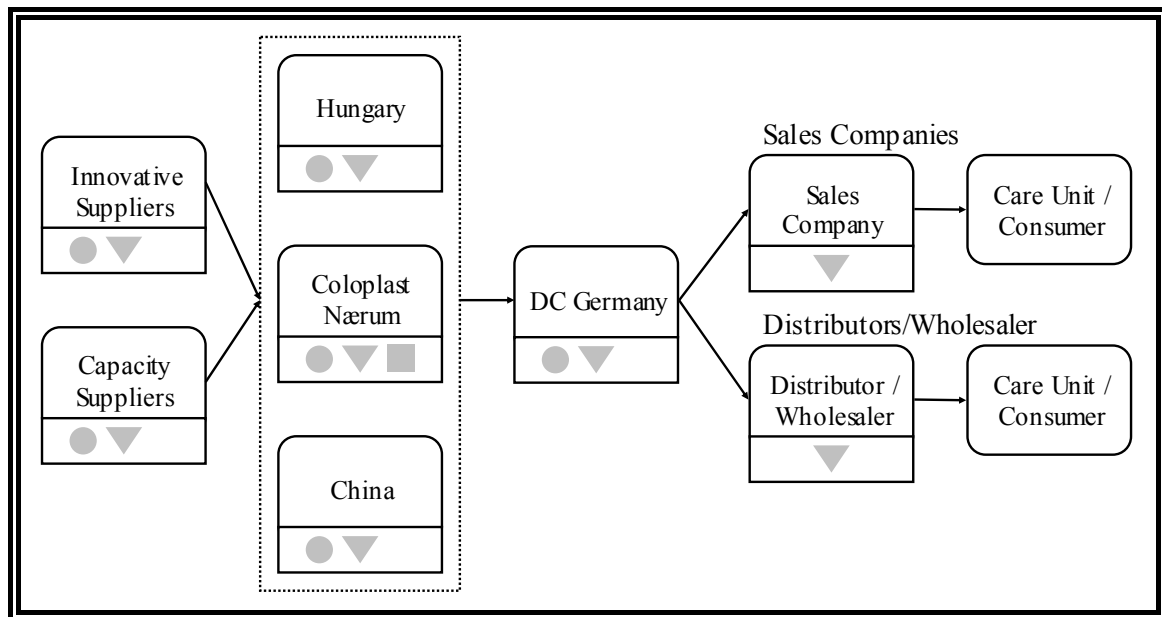 Hungary
Innovative
Suppliers
Capacity
Suppliers
Coloplast
Nærum
China
DC Germany
Sales Companies
Sales
Company
Care Unit /
Consumer
Distributors/Wholesaler
Distributor /
Wholesaler
Care Unit /
Consumer